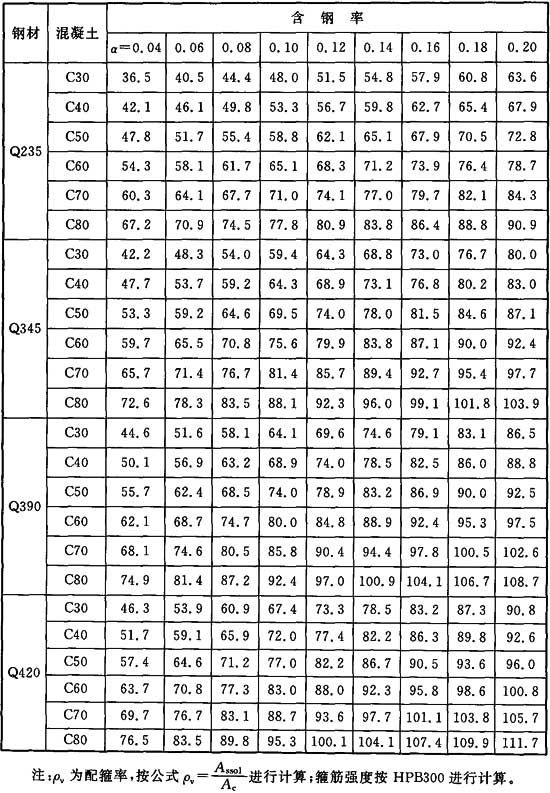 钢材 混凝土 含钢率
α=0.04 0.06 0.08 0.10 0.12 0.14 0.16 0.18 0.20
Q235
C30 36.5 40.5 44.4 48.0 51.5 54.8 57.9 60.8 63.6
C40 42.1 46.1 49.8 53.3 56.7 59.8 62.7 65.4 67.9
C50 47.8 51.7 55.4 58.8 62.1 65.1 67.9 70.5 72.8
C60 54.3 58.1 61.7 65.1 68.3 71.2 73.9 76.4 78.7
C70 60.3 64.1 67.7 71.0 74.1 77.0 79.7 82.1 84.3
C80 67.2 70.9 74.5 77.8 80.9 83.8 86.4 88.8 90.9
Q345
C30 42.2 48.3 54.0 59.4 64.3 68.8 73.0 76.7 80.0
C40 47.7 53.7 59.2 64.3 68.9 73.1 76.8 80.2 83.0
C50 53.3 59.2 64.6 69.5 74.0 78.0 81.5 84.6 87.1
C60 59.7 65.5 70.8 75.6 79.9 83.8 87.1 90.0 92.4
C70 65.7 71.4 76.7 81.4 85.7 89.4 92.7 95.4 97.7
C80 72.6 78.3 83.5 88.1 92.3 96.0 99.1 101.8 103.9
Q390
C30 44.6 51.6 58.1 64.1 69.6 74.6 79.1 83.1 86.5
C40 50.1 56.9 63.2 68.9 74.0 78.5 82.5 86.0 88.8
C50 55.7 62.4 68.5 74.0 78.9 83.2 86.9 90.0 92.5
C60 62.1 68.7 74.7 80.0 84.8 88.9 92.4 95.3 97.5
C70 68.1 74.6 80.5 85.8 90.4 94.4 97.8 100.5 102.6
C80 74.9 81.4 87.2 92.4 97.0 100.9 104.1 106.7 108.7
Q420
C30 46.3 53.9 60.9 67.4 73.3 78.5 83.2 87.3 90.8
C40 51.7 59.1 65.9 72.0 77.4 82.2 86.3 89.8 92.6
C50 57.4 64.6 71.2 77.0 82.2 86.7 90.5 93.6 96.0
C60 63.7 70.8 77.3 83.0 88.0 92.3 95.8 98.6 100.8
C70 69.7 76.7 83.1 88.7 93.6 97.7 101.1 103.8 105.7
C80 76.5 83.5 89.8 95.3 100.1 104.1 107.4 109.9 111.7
注:ρv 为配箍率,按公式 ρv=Asso1/Ac 进行计算;箍筋强度按 HPB300 进行计算。